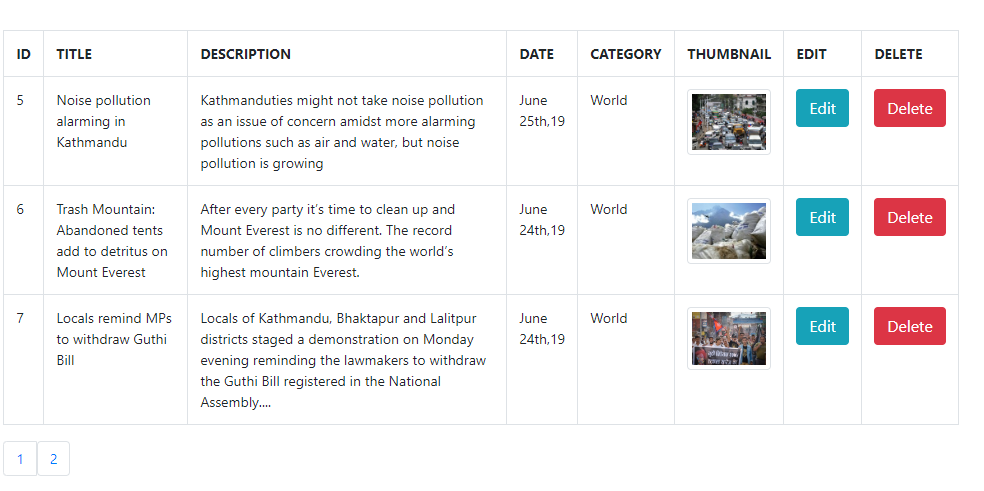 ID TITLE DESCRIPTION DATE CATEGORY THUMBNAIL EDIT DELETE
5
Noise pollution
alarming in
Kathmandu
Kathmanduties might not take noise pollution
as an issue of concern amidst more alarming
pollutions such as air and water, but noise
pollution is growing
June
25th,19
World
Edit
Delete
6
Trash Mountain:
Abandoned tents
add to detritus on
Mount Everest
After every party it’s time to clean up and
Mount Everest is no different. The record
number of climbers crowding the world’s
highest mountain Everest.
June
24th,19
World
Edit
Delete
7
Locals remind MPs
to withdraw Guthi
Bill
Locals of Kathmandu, Bhaktapur and Lalitpur
districts staged a demonstration on Monday
evening reminding the lawmakers to withdraw
the Guthi Bill registered in the National
Assembly....
June
24th,19
World
Edit
Delete
1 2